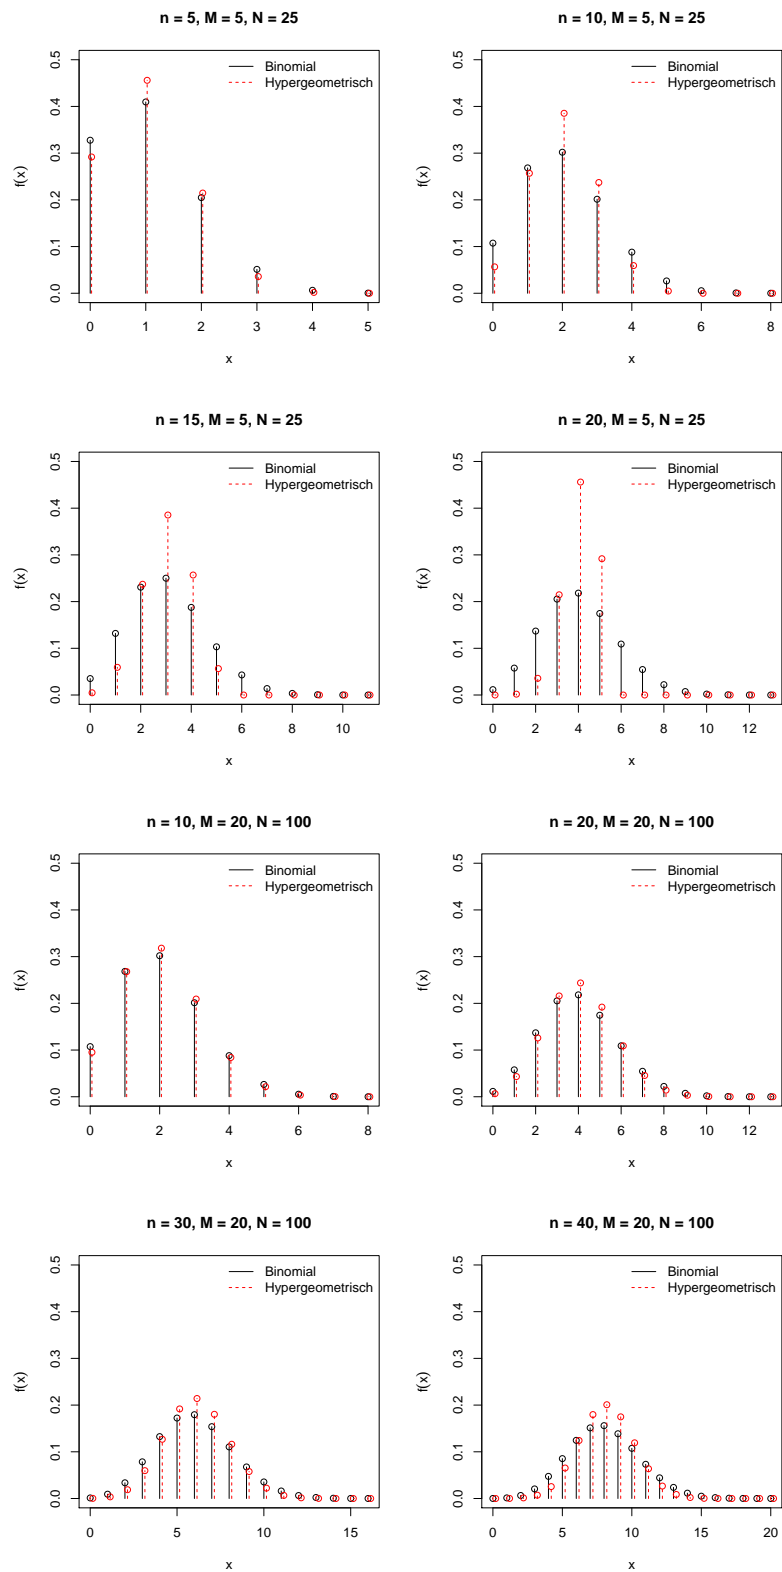 n = 5, M = 5, N = 25
Binomial
Hypergeometrisch
f(x)
0.0 0.1 0.2 0.3 0.4 0.5
0 1 2 3 4 5
x
n = 10, M = 5, N = 25
Binomial
Hypergeometrisch
f(x)
0.0 0.1 0.2 0.3 0.4 0.5
0 2 4 6 8
x
n = 15, M = 5, N = 25
Binomial
Hypergeometrisch
f(x)
0.0 0.1 0.2 0.3 0.4 0.5
0 2 4 6 8 10
x
n = 20, M = 5, N = 25
Binomial
Hypergeometrisch
f(x)
0.0 0.1 0.2 0.3 0.4 0.5
0 2 4 6 8 10 12
x
n = 10, M = 20, N = 100
Binomial
Hypergeometrisch
f(x)
0.0 0.1 0.2 0.3 0.4 0.5
0 2 4 6 8
x
n = 20, M = 20, N = 100
Binomial
Hypergeometrisch
f(x)
0.0 0.1 0.2 0.3 0.4 0.5
0 2 4 6 8 10 12
x
n = 30, M = 20, N = 100
Binomial
Hypergeometrisch
f(x)
0.0 0.1 0.2 0.3 0.4 0.5
0 5 10 15
x
n = 40, M = 20, N = 100
Binomial
Hypergeometrisch
f(x)
0.0 0.1 0.2 0.3 0.4 0.5
0 5 10 15 20
x